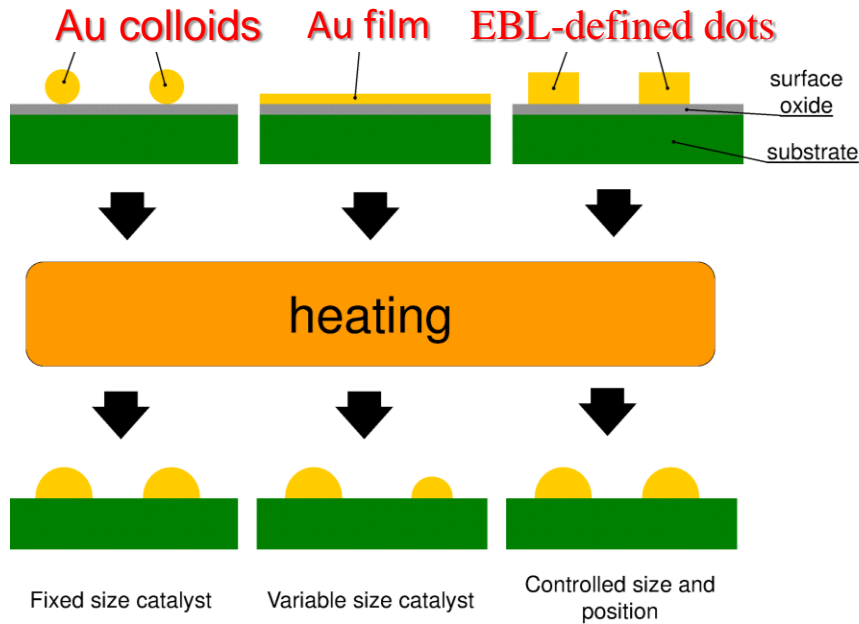 Au colloids
Au film
EBL-defined dots
surface
oxide
substrate
heating
Fixed size catalyst
Variable size catalyst
Controlled size and
position